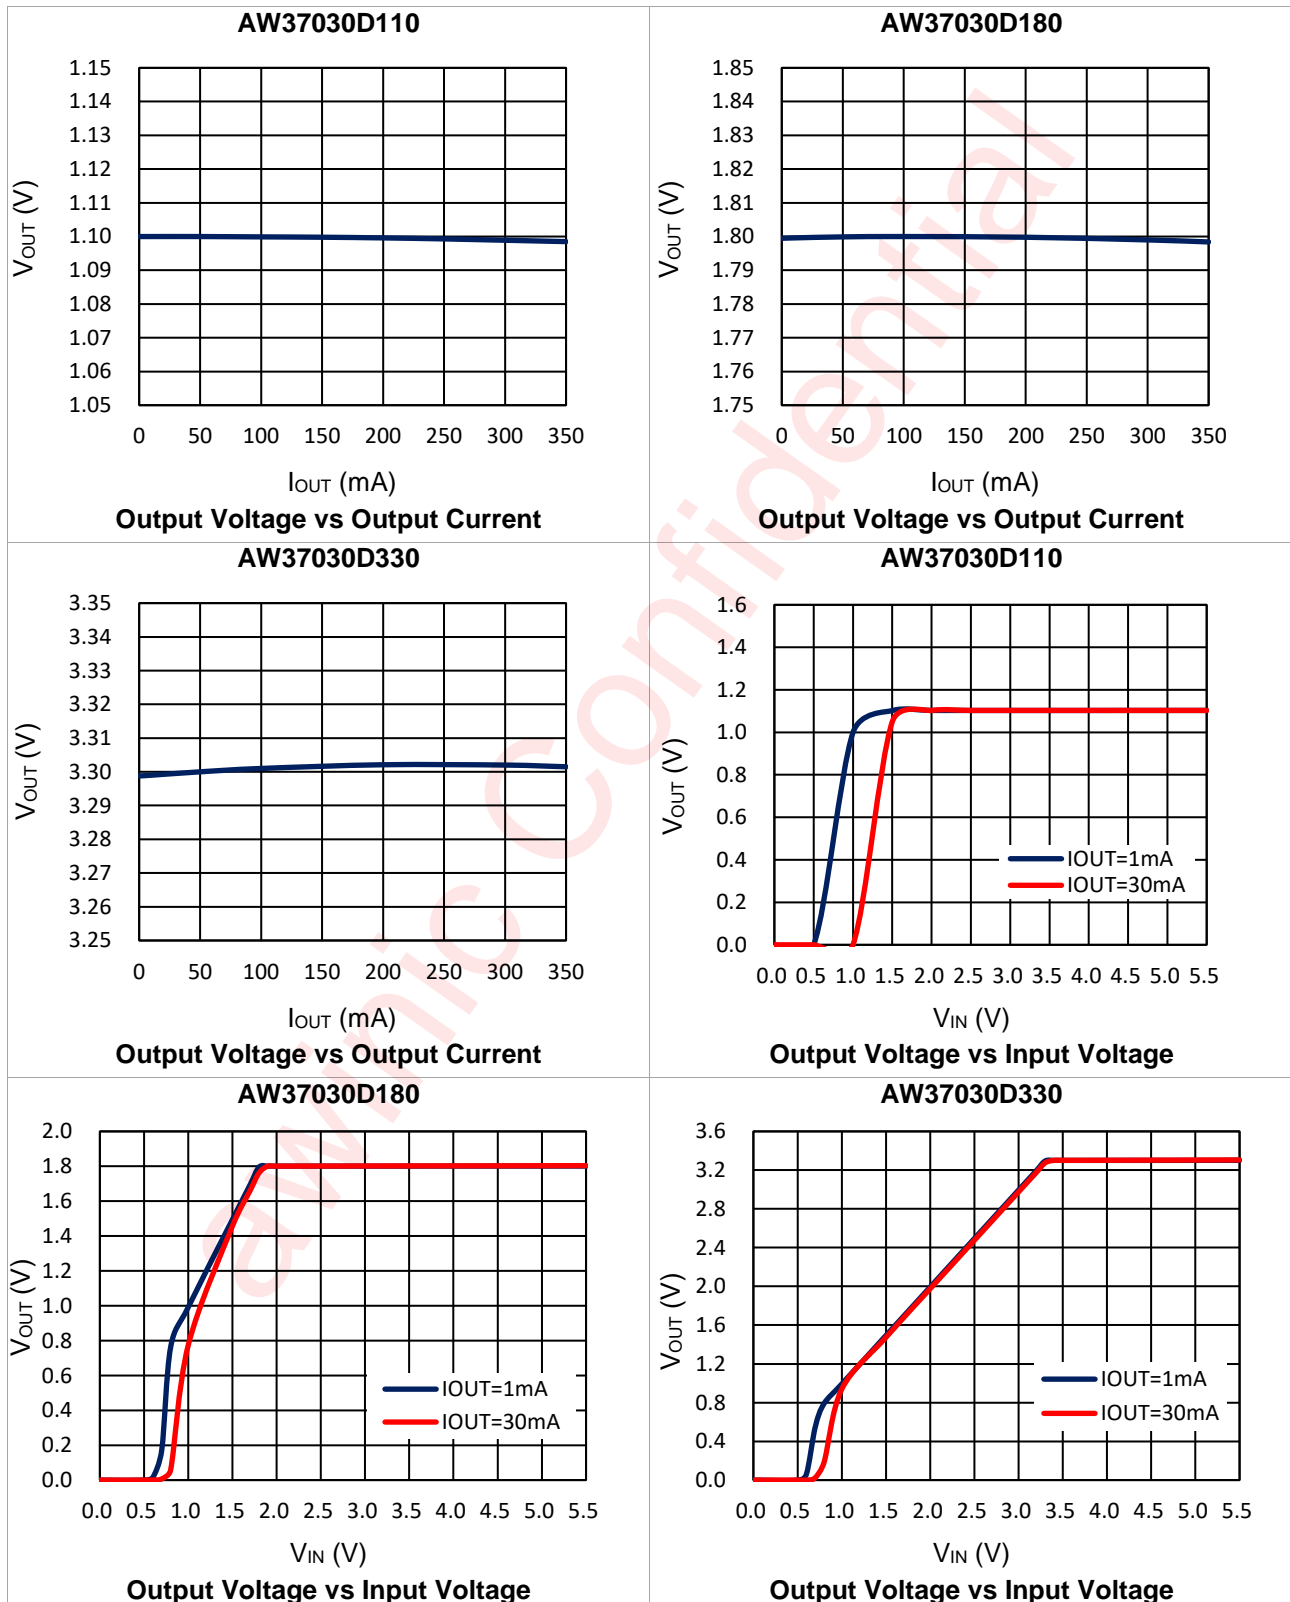 AW37030D110
1.15
1.14
1.13
1.12
1.11
1.10
1.09
1.08
1.07
1.06
1.05
VOUT (V)
0 50 100 150 200 250 300 350
IOUT (mA)
Output Voltage vs Output Current
AW37030D180
1.85
1.84
1.83
1.82
1.81
1.80
1.79
1.78
1.77
1.76
1.75
VOUT (V)
0 50 100 150 200 250 300 350
IOUT (mA)
Output Voltage vs Output Current
AW37030D330
3.35
3.34
3.33
3.32
3.31
3.30
3.29
3.28
3.27
3.26
3.25
VOUT (V)
0 50 100 150 200 250 300 350
IOUT (mA)
Output Voltage vs Output Current
AW37030D110
1.6
1.4
1.2
1.0
0.8
0.6
0.4
0.2
0.0
VOUT (V)
IOUT=1mA
IOUT=30mA
0.0 0.5 1.0 1.5 2.0 2.5 3.0 3.5 4.0 4.5 5.0 5.5
VIN (V)
Output Voltage vs Input Voltage
AW37030D180
2.0
1.8
1.6
1.4
1.2
1.0
0.8
0.6
0.4
0.2
0.0
VOUT (V)
IOUT=1mA
IOUT=30mA
0.0 0.5 1.0 1.5 2.0 2.5 3.0 3.5 4.0 4.5 5.0 5.5
VIN (V)
Output Voltage vs Input Voltage
AW37030D330
3.6
3.2
2.8
2.4
2.0
1.6
1.2
0.8
0.4
0.0
VOUT (V)
IOUT=1mA
IOUT=30mA
0.0 0.5 1.0 1.5 2.0 2.5 3.0 3.5 4.0 4.5 5.0 5.5
VIN (V)
Output Voltage vs Input Voltage
awinic Confidential